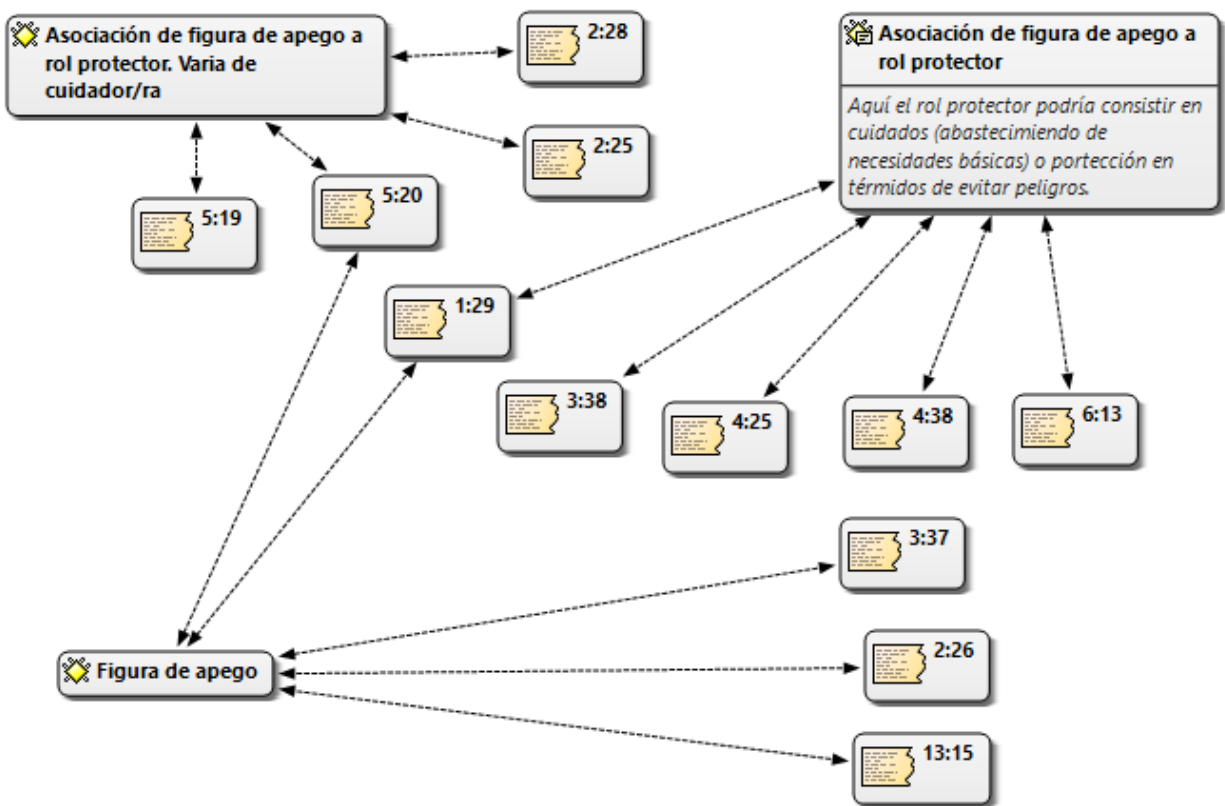 Asociación de figura de apego a
rol protector. Varia de
cuidador/ra
2:28
2:25
5:19
5:20
Asociación de figura de apego a
rol protector
Aquí el rol protector podría consistir en
cuidados (abastecimiendo de
necesidades básicas) o portección en
térmidos de evitar peligros.
1:29
3:38
4:25
4:38
6:13
3:37
Figura de apego
2:26
13:15